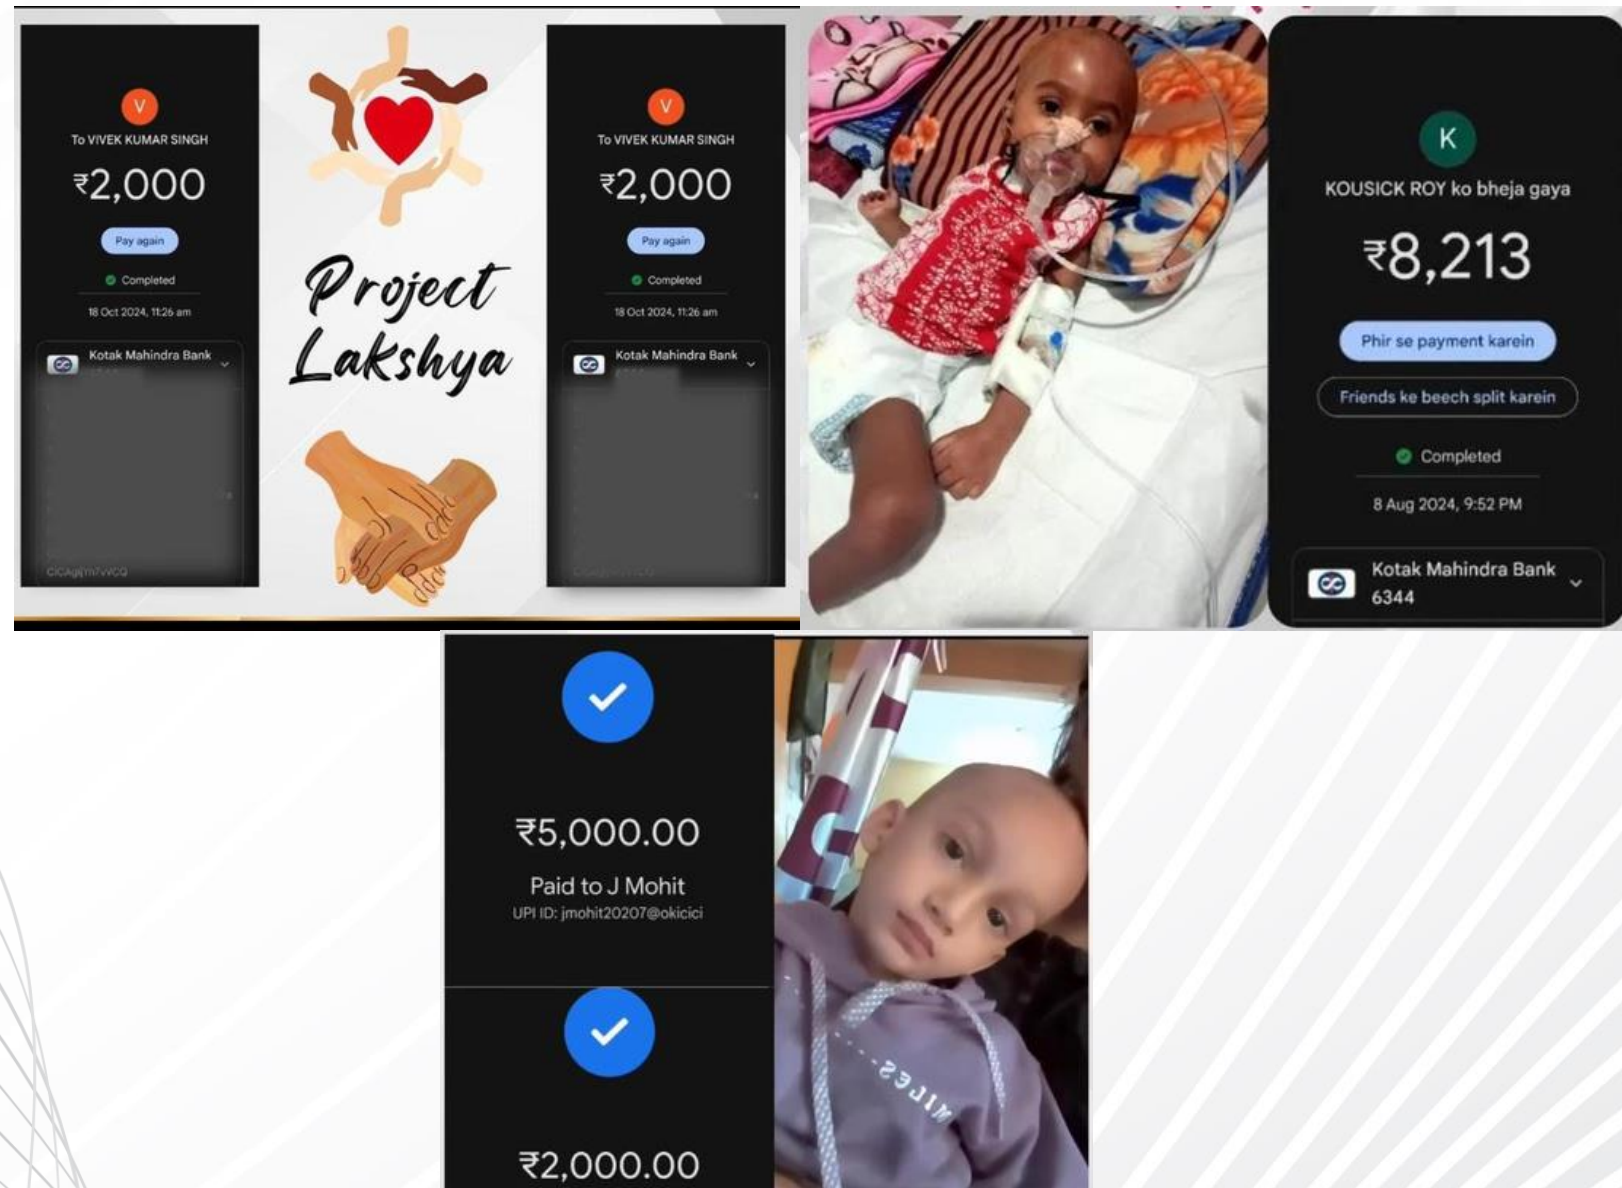 V
To VIVEK KUMAR SINGH
₹2,000
Pay again
Completed
18 Oct 2024, 11:26 am
Kotak Mahindra Bank
Project
Lakshya
V
To VIVEK KUMAR SINGH
₹2,000
Pay again
Completed
18 Oct 2024, 11:26 am
Kotak Mahindra Bank
K
KOUSICK ROY ko bheja gaya
₹8,213
Phir se payment karein
Friends ke beech split karein
Completed
8 Aug 2024, 9:52 PM
Kotak Mahindra Bank
6344
₹5,000.00
Paid to J Mohit
UPI ID: jmohit20207@okicici
₹2,000.00